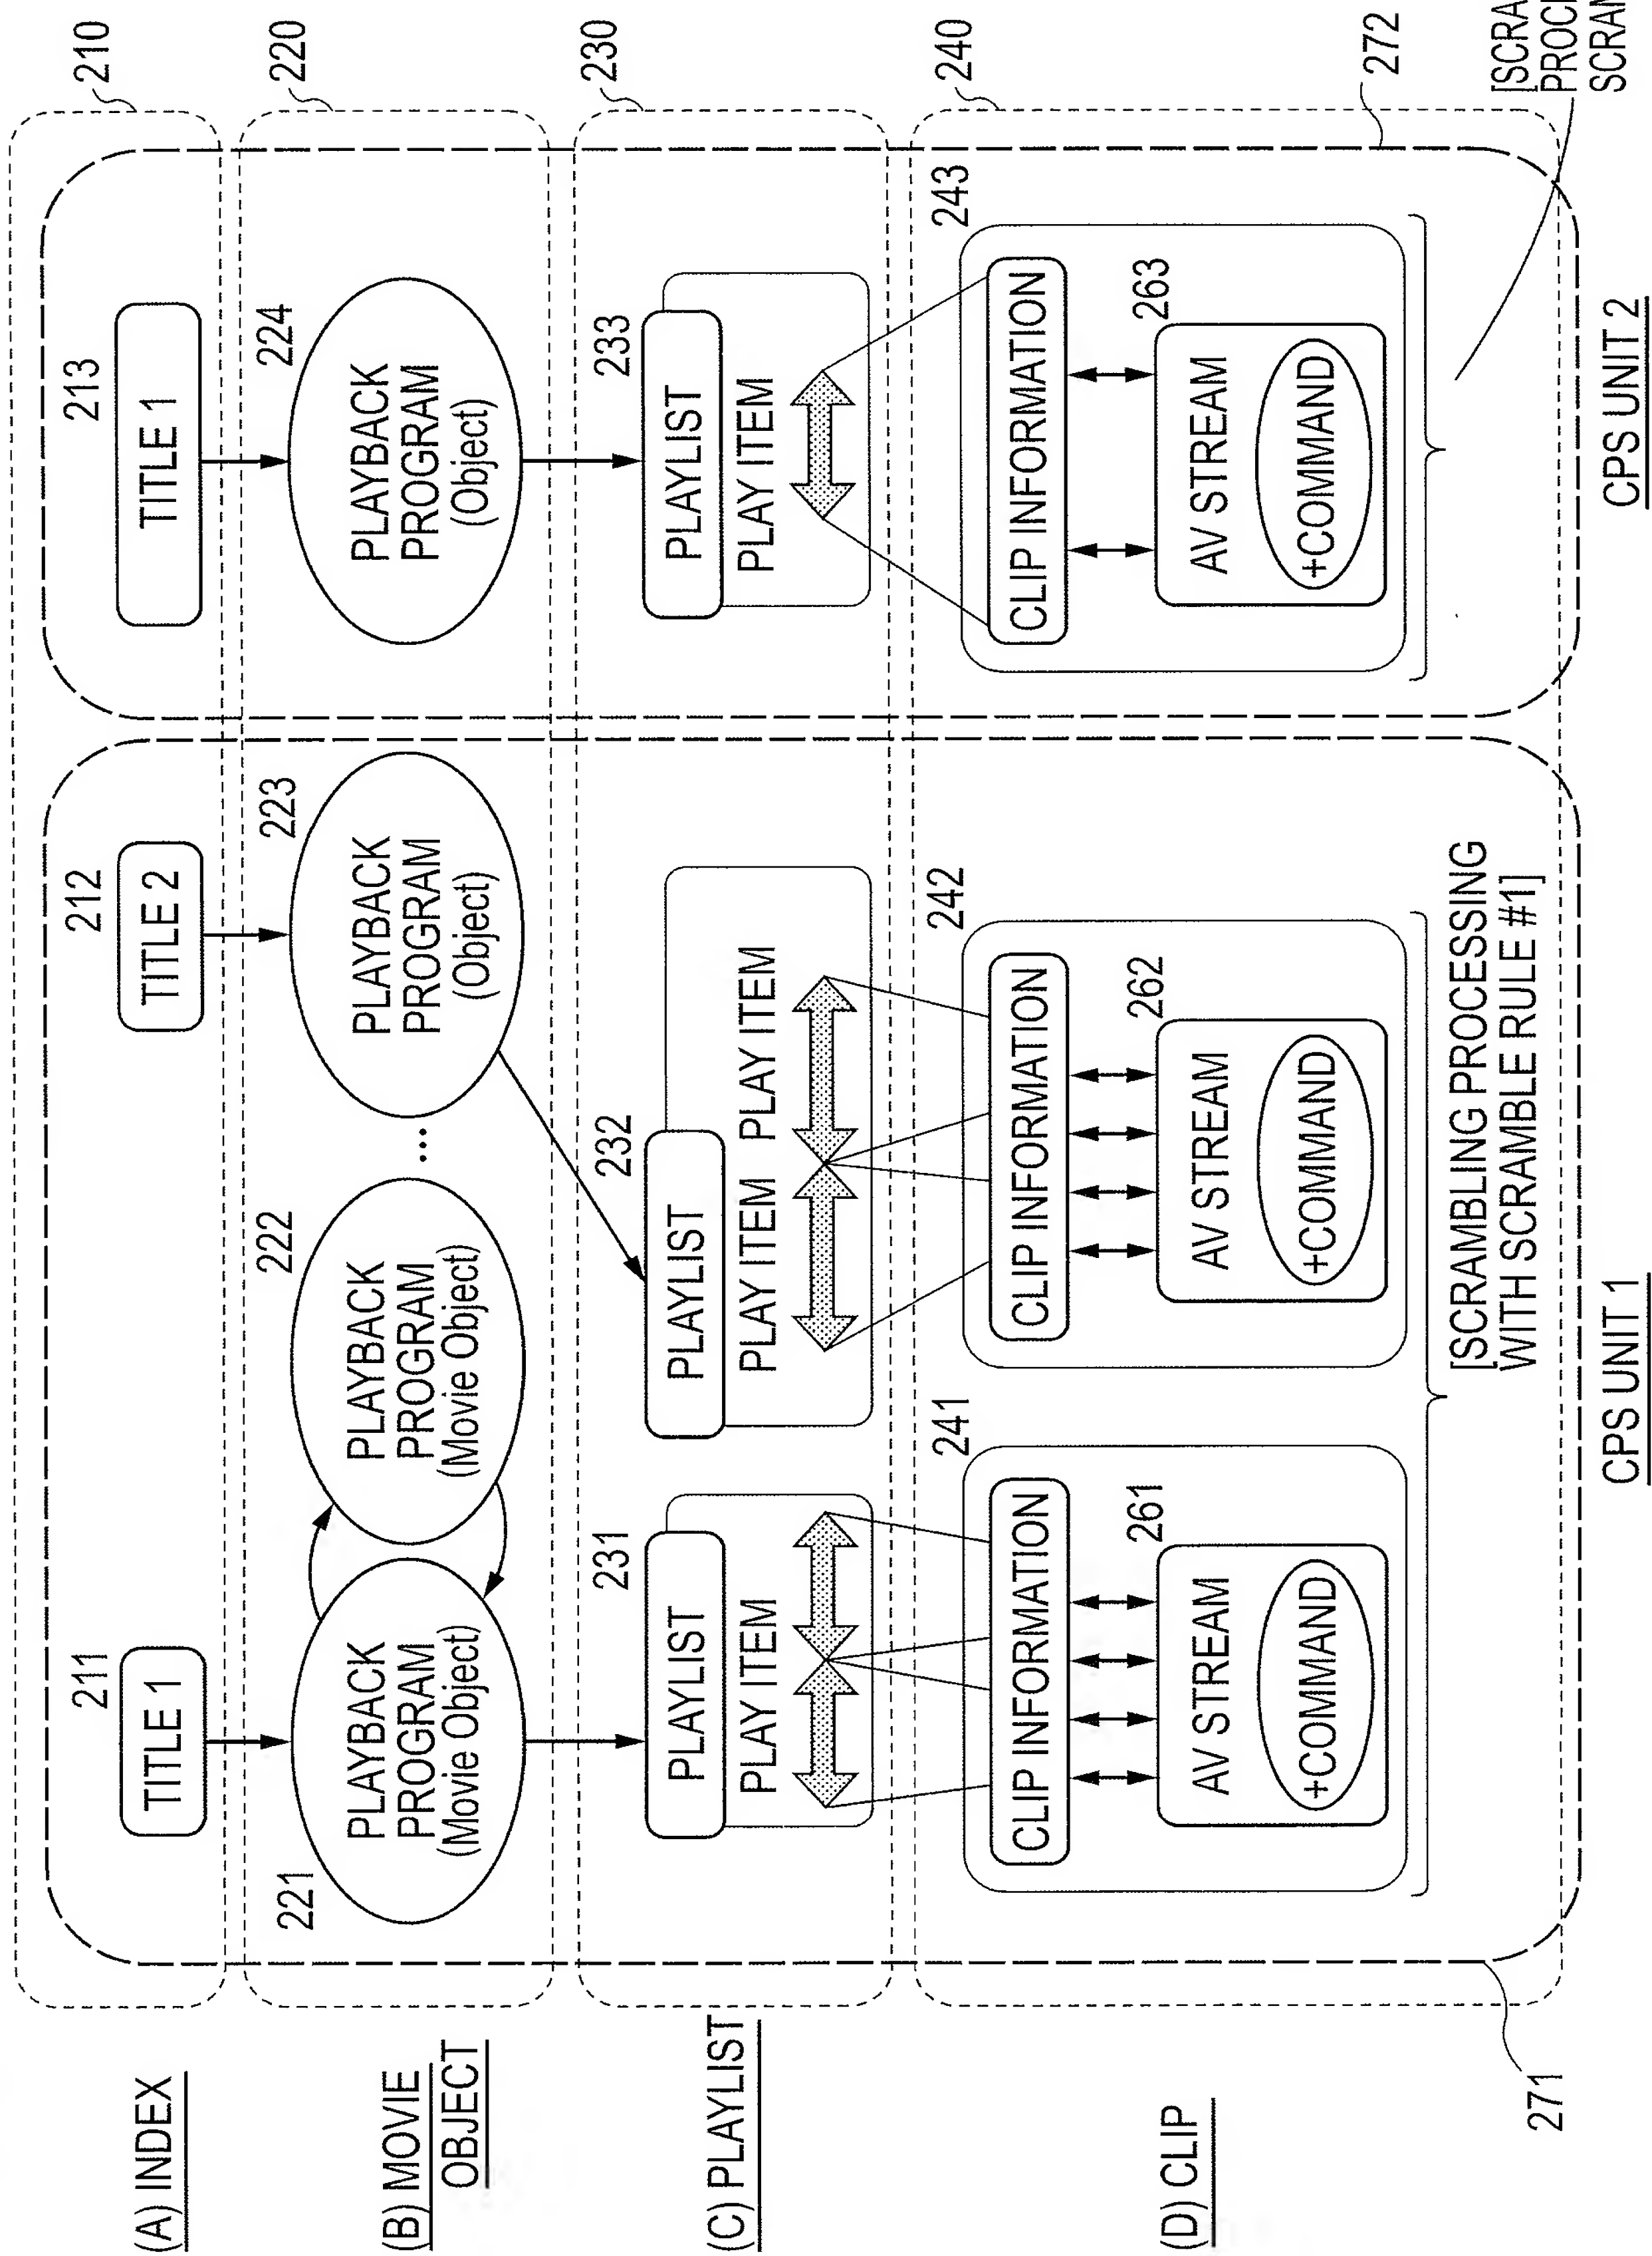 (A) INDEX
211
TITLE 1
212
TITLE 2
213
TITLE 1
210
(B) MOVIE
OBJECT
221
PLAYBACK
PROGRAM
(Movie Object)
222
PLAYBACK
PROGRAM
(Movie Object)
...
223
PLAYBACK
PROGRAM
(Object)
224
PLAYBACK
PROGRAM
(Object)
220
(C) PLAYLIST
231
PLAYLIST
PLAY ITEM
232
PLAYLIST
PLAY ITEM PLAY ITEM
233
PLAYLIST
PLAY ITEM
230
(D) CLIP
241
CLIP INFORMATION
261
AV STREAM
+COMMAND
242
CLIP INFORMATION
262
AV STREAM
+COMMAND
243
CLIP INFORMATION
263
AV STREAM
+COMMAND
240
272
271
[SCRAMBLING PROCESSING
WITH SCRAMBLE RULE #1]
CPS UNIT 1
CPS UNIT 2